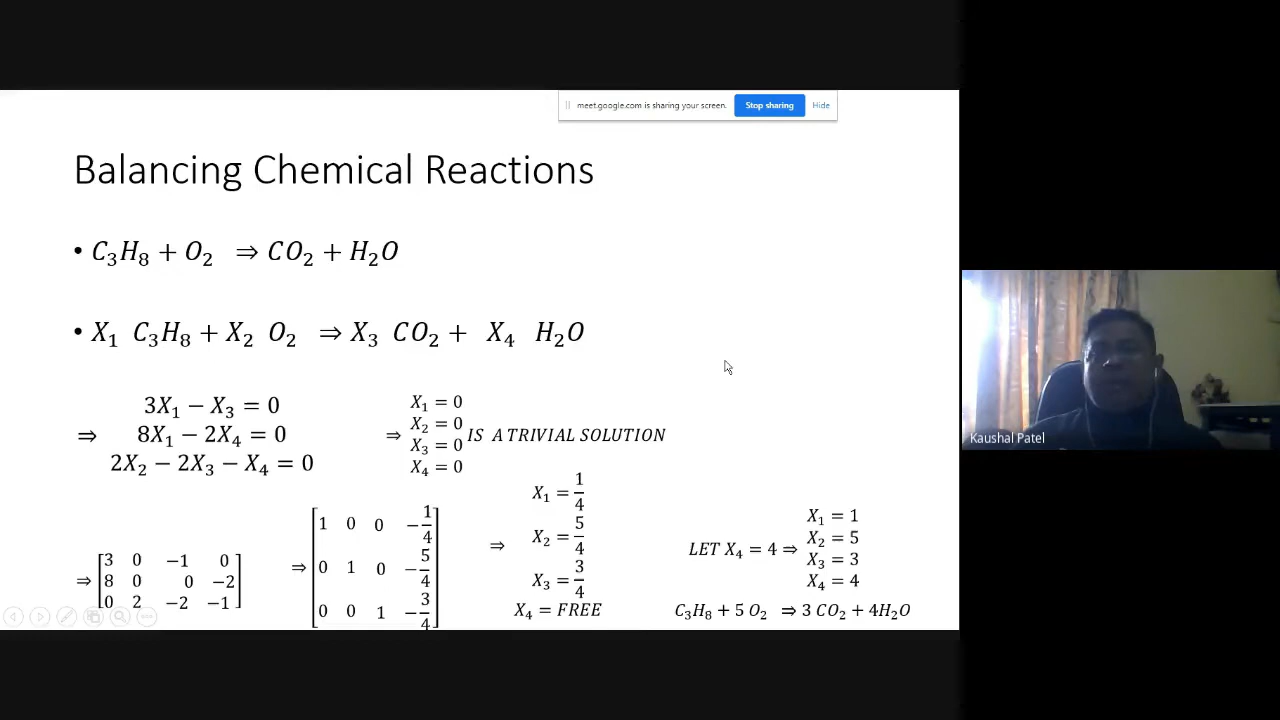 meet.google.com is sharing your screen. Stop sharing Hide
Balancing Chemical Reactions
• C₃H₈ + O₂ ⇒ CO₂ + H₂O
• X₁ C₃H₈ + X₂ O₂ ⇒ X₃ CO₂ + X₄ H₂O
⇒ 3X₁ − X₃ = 0
8X₁ − 2X₄ = 0
2X₂ − 2X₃ − X₄ = 0
⇒ X₁ = 0
X₂ = 0
X₃ = 0
X₄ = 0
IS A TRIVIAL SOLUTION
⇒ [3 0 −1 0
8 0 0 −2
0 2 −2 −1]
⇒ [1 0 0 −1/4
0 1 0 −5/4
0 0 1 −3/4]
⇒ X₁ = 1/4
X₂ = 5/4
X₃ = 3/4
X₄ = FREE
LET X₄ = 4 ⇒ X₁ = 1
X₂ = 5
X₃ = 3
X₄ = 4
C₃H₈ + 5 O₂ ⇒ 3 CO₂ + 4H₂O
Kaushal Patel